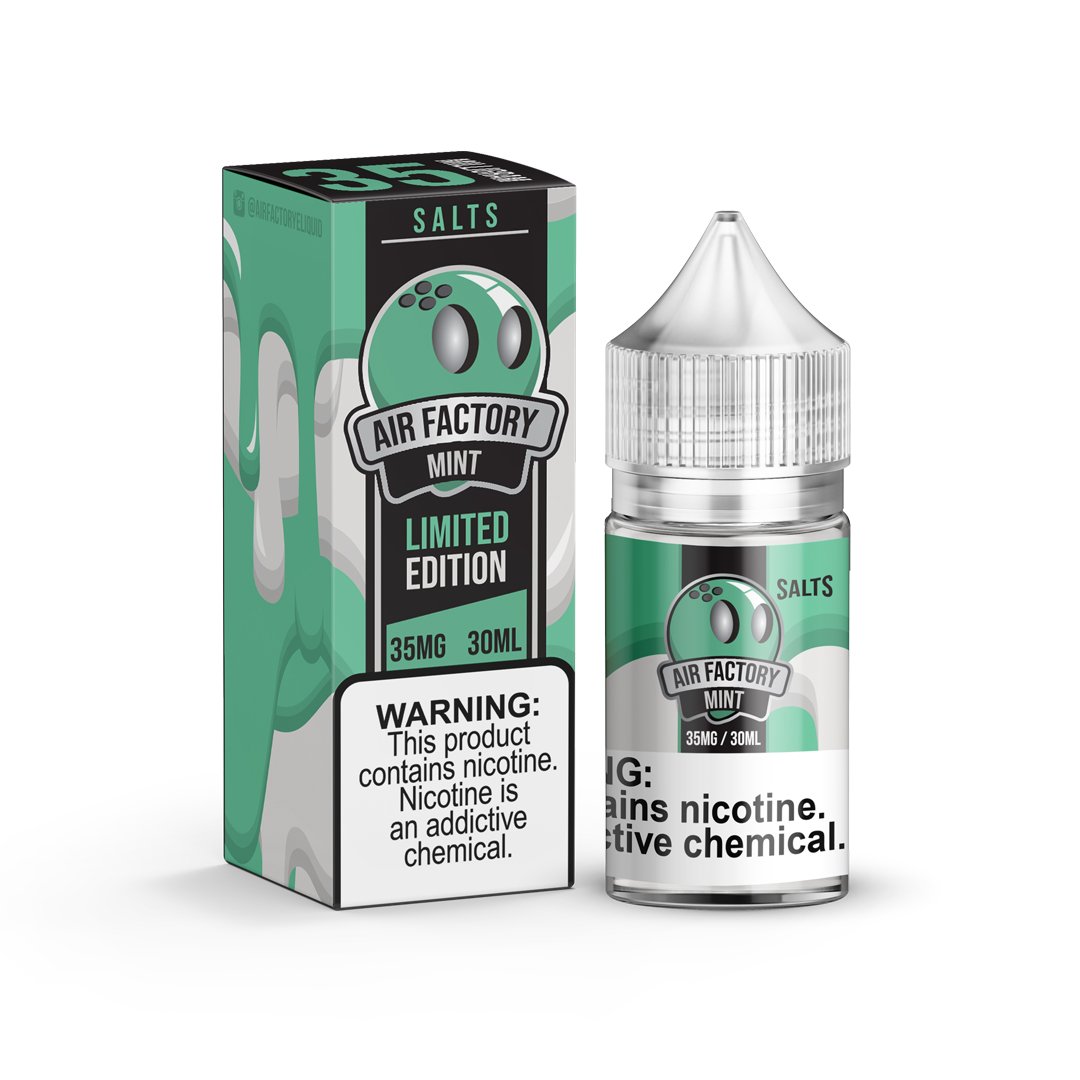 35
MILLIGRAM
@AIRFACTORYELIQUID
SALTS
AIR FACTORY
MINT
LIMITED
EDITION
35MG 30ML
WARNING:
This product
contains nicotine.
Nicotine is
an addictive
chemical.
SALTS
AIR FACTORY
MINT
35MG / 30ML
NG:
ains nicotine.
ctive chemical.